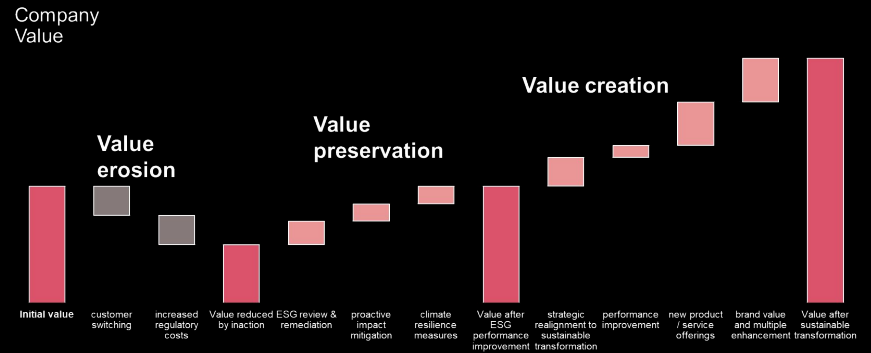 Company
Value
Value
erosion
Value
preservation
Value creation
Initial value
customer
switching
increased
regulatory
costs
Value reduced
by inaction
ESG review &
remediation
proactive
impact
mitigation
climate
resilience
measures
Value after
ESG
performance
improvement
strategic
realignment to
sustainable
transformation
performance
improvement
new product
/ service
offerings
brand value
and multiple
enhancement
Value after
sustainable
transformation